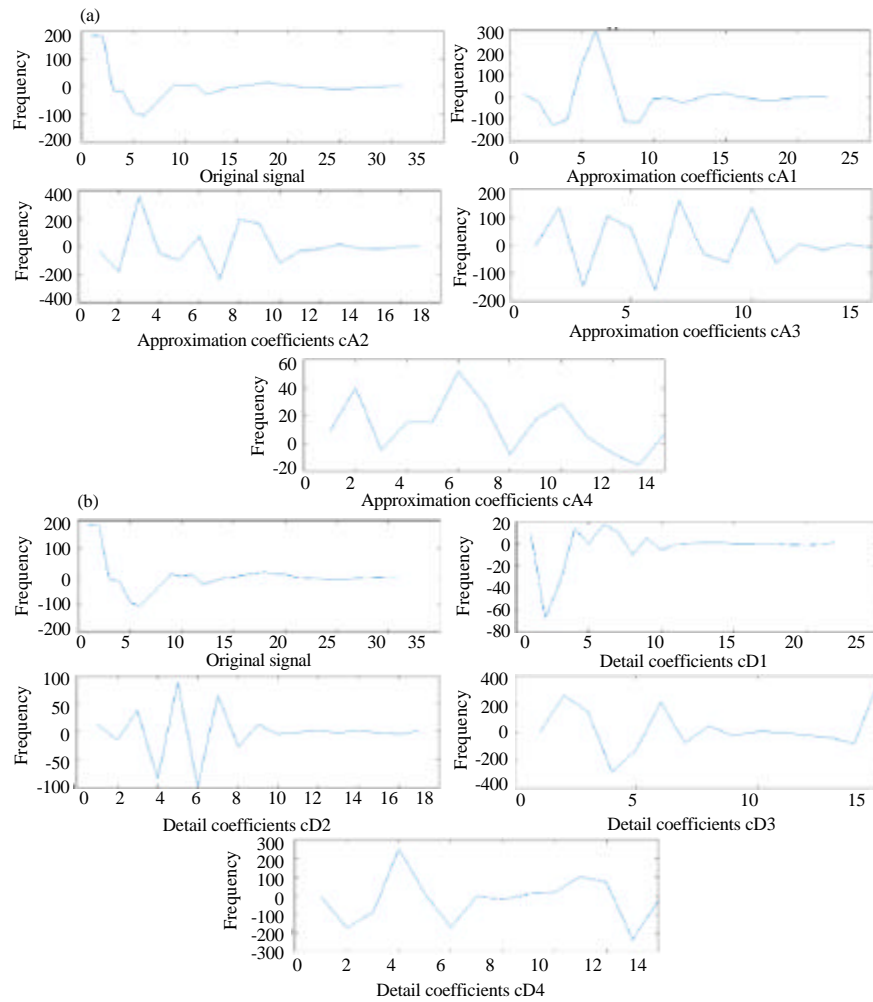 (a)
Frequency
200
100
0
-100
-200
0 5 10 15 20 25 30 35
Original signal
Frequency
300
200
100
0
-100
-200
0 5 10 15 20 25
Approximation coefficients cA1
Frequency
400
200
0
-200
-400
0 2 4 6 8 10 12 14 16 18
Approximation coefficients cA2
Frequency
200
100
0
-100
-200
0 5 10 15
Approximation coefficients cA3
Frequency
60
40
20
0
-20
0 2 4 6 8 10 12 14
Approximation coefficients cA4
(b)
Frequency
200
100
0
-100
-200
0 5 10 15 20 25 30 35
Original signal
Frequency
20
0
-20
-40
-60
-80
0 5 10 15 20 25
Detail coefficients cD1
Frequency
100
50
0
-50
-100
0 2 4 6 8 10 12 14 16 18
Detail coefficients cD2
Frequency
400
200
0
-200
-400
0 5 10 15
Detail coefficients cD3
Frequency
300
200
100
0
-100
-200
-300
0 2 4 6 8 10 12 14
Detail coefficients cD4